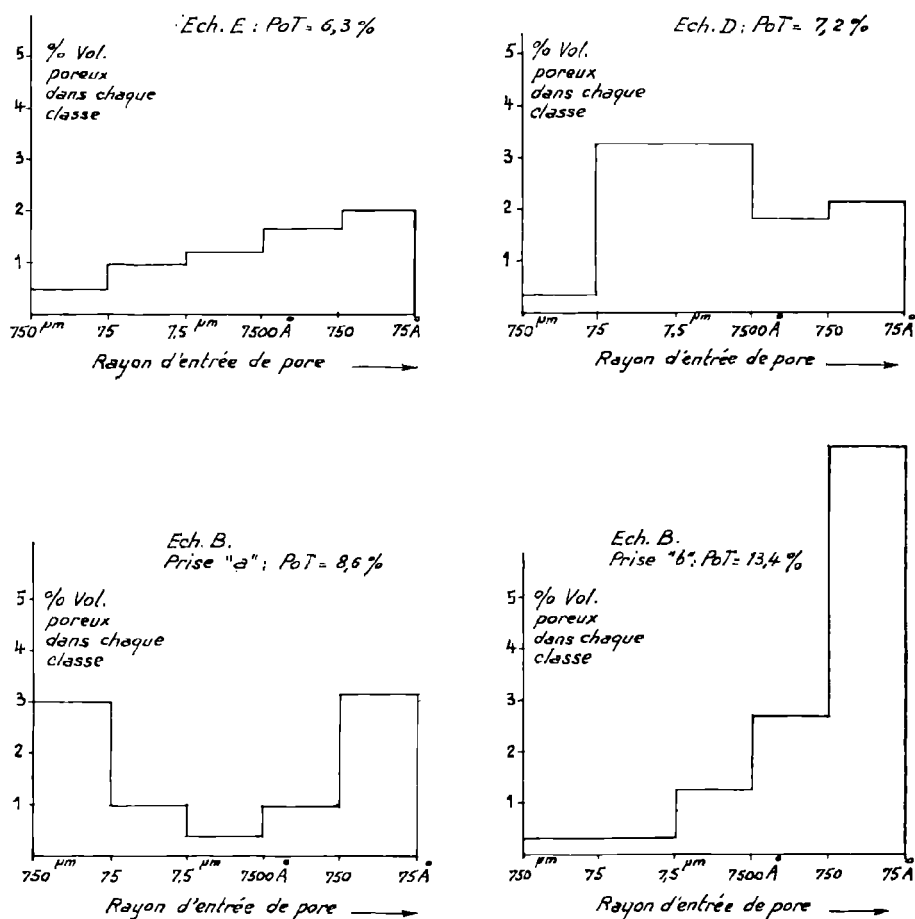 Ech. E : PoT = 6,3 %
% Vol.
poreux
dans chaque
classe
5
4
3
2
1
750 µm 75 7,5 µm 7500 Å 750 75 Å
Rayon d'entrée de pore
Ech. D : PoT = 7,2 %
% Vol.
poreux
dans chaque
classe
5
4
3
2
1
750 µm 75 7,5 µm 7500 Å 750 75 Å
Rayon d'entrée de pore
Ech. B.
Prise "a" : PoT = 8,6 %
% Vol.
poreux
dans chaque
classe
5
4
3
2
1
750 µm 75 7,5 µm 7500 Å 750 75 Å
Rayon d'entrée de pore
Ech. B.
Prise "b" : PoT = 13,4 %
% Vol.
poreux
dans chaque
classe
5
4
3
2
1
750 µm 75 7,5 µm 7500 Å 750 75 Å
Rayon d'entrée de pore